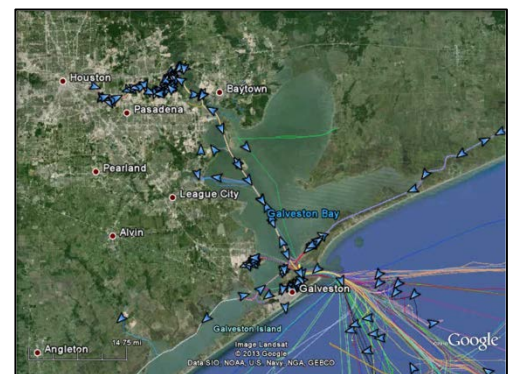 Houston
Baytown
Pasadena
Pearland
League City
Galveston Bay
Alvin
Galveston
Galveston Island
Angleton
14.75 mi
Image Landsat
© 2013 Google
Data SIO, NOAA, U.S. Navy, NGA, GEBCO
Google